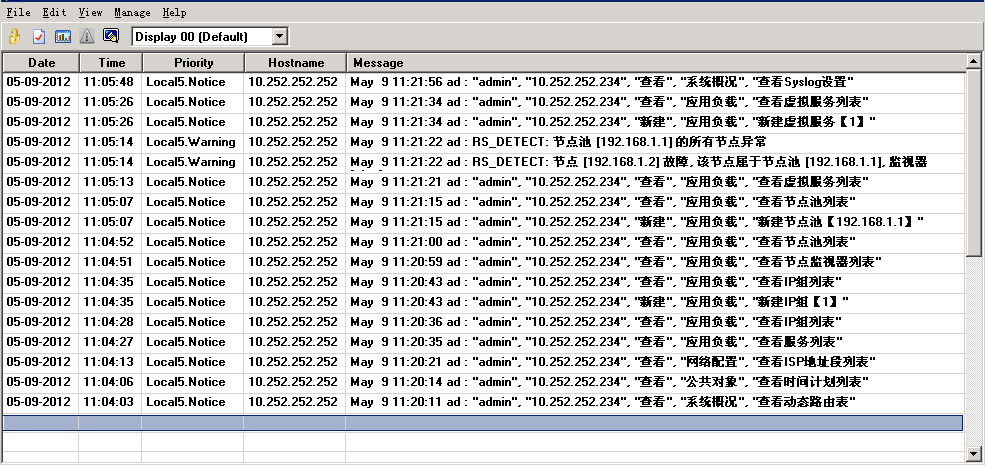 File Edit View Manage Help
Display 00 (Default)
Date Time Priority Hostname Message
05-09-2012 11:05:48 Local5.Notice 10.252.252.252 May 9 11:21:56 ad : "admin", "10.252.252.234", "查看", "系统概况", "查看Syslog设置"
05-09-2012 11:05:26 Local5.Notice 10.252.252.252 May 9 11:21:34 ad : "admin", "10.252.252.234", "查看", "应用负载", "查看虚拟服务列表"
05-09-2012 11:05:26 Local5.Notice 10.252.252.252 May 9 11:21:34 ad : "admin", "10.252.252.234", "新建", "应用负载", "新建虚拟服务【1】"
05-09-2012 11:05:14 Local5.Warning 10.252.252.252 May 9 11:21:22 ad : RS_DETECT: 节点池 [192.168.1.1] 的所有节点异常
05-09-2012 11:05:14 Local5.Warning 10.252.252.252 May 9 11:21:22 ad : RS_DETECT: 节点 [192.168.1.2] 故障, 该节点属于节点池 [192.168.1.1], 监视器
05-09-2012 11:05:13 Local5.Notice 10.252.252.252 May 9 11:21:21 ad : "admin", "10.252.252.234", "查看", "应用负载", "查看虚拟服务列表"
05-09-2012 11:05:07 Local5.Notice 10.252.252.252 May 9 11:21:15 ad : "admin", "10.252.252.234", "查看", "应用负载", "查看节点池列表"
05-09-2012 11:05:07 Local5.Notice 10.252.252.252 May 9 11:21:15 ad : "admin", "10.252.252.234", "新建", "应用负载", "新建节点池【192.168.1.1】"
05-09-2012 11:04:52 Local5.Notice 10.252.252.252 May 9 11:21:00 ad : "admin", "10.252.252.234", "查看", "应用负载", "查看节点池列表"
05-09-2012 11:04:51 Local5.Notice 10.252.252.252 May 9 11:20:59 ad : "admin", "10.252.252.234", "查看", "应用负载", "查看节点监视器列表"
05-09-2012 11:04:35 Local5.Notice 10.252.252.252 May 9 11:20:43 ad : "admin", "10.252.252.234", "查看", "应用负载", "查看IP组列表"
05-09-2012 11:04:35 Local5.Notice 10.252.252.252 May 9 11:20:43 ad : "admin", "10.252.252.234", "新建", "应用负载", "新建IP组【1】"
05-09-2012 11:04:28 Local5.Notice 10.252.252.252 May 9 11:20:36 ad : "admin", "10.252.252.234", "查看", "应用负载", "查看IP组列表"
05-09-2012 11:04:27 Local5.Notice 10.252.252.252 May 9 11:20:35 ad : "admin", "10.252.252.234", "查看", "应用负载", "查看服务列表"
05-09-2012 11:04:13 Local5.Notice 10.252.252.252 May 9 11:20:21 ad : "admin", "10.252.252.234", "查看", "网络配置", "查看ISP地址段列表"
05-09-2012 11:04:06 Local5.Notice 10.252.252.252 May 9 11:20:14 ad : "admin", "10.252.252.234", "查看", "公共对象", "查看时间计划列表"
05-09-2012 11:04:03 Local5.Notice 10.252.252.252 May 9 11:20:11 ad : "admin", "10.252.252.234", "查看", "系统概况", "查看动态路由表"